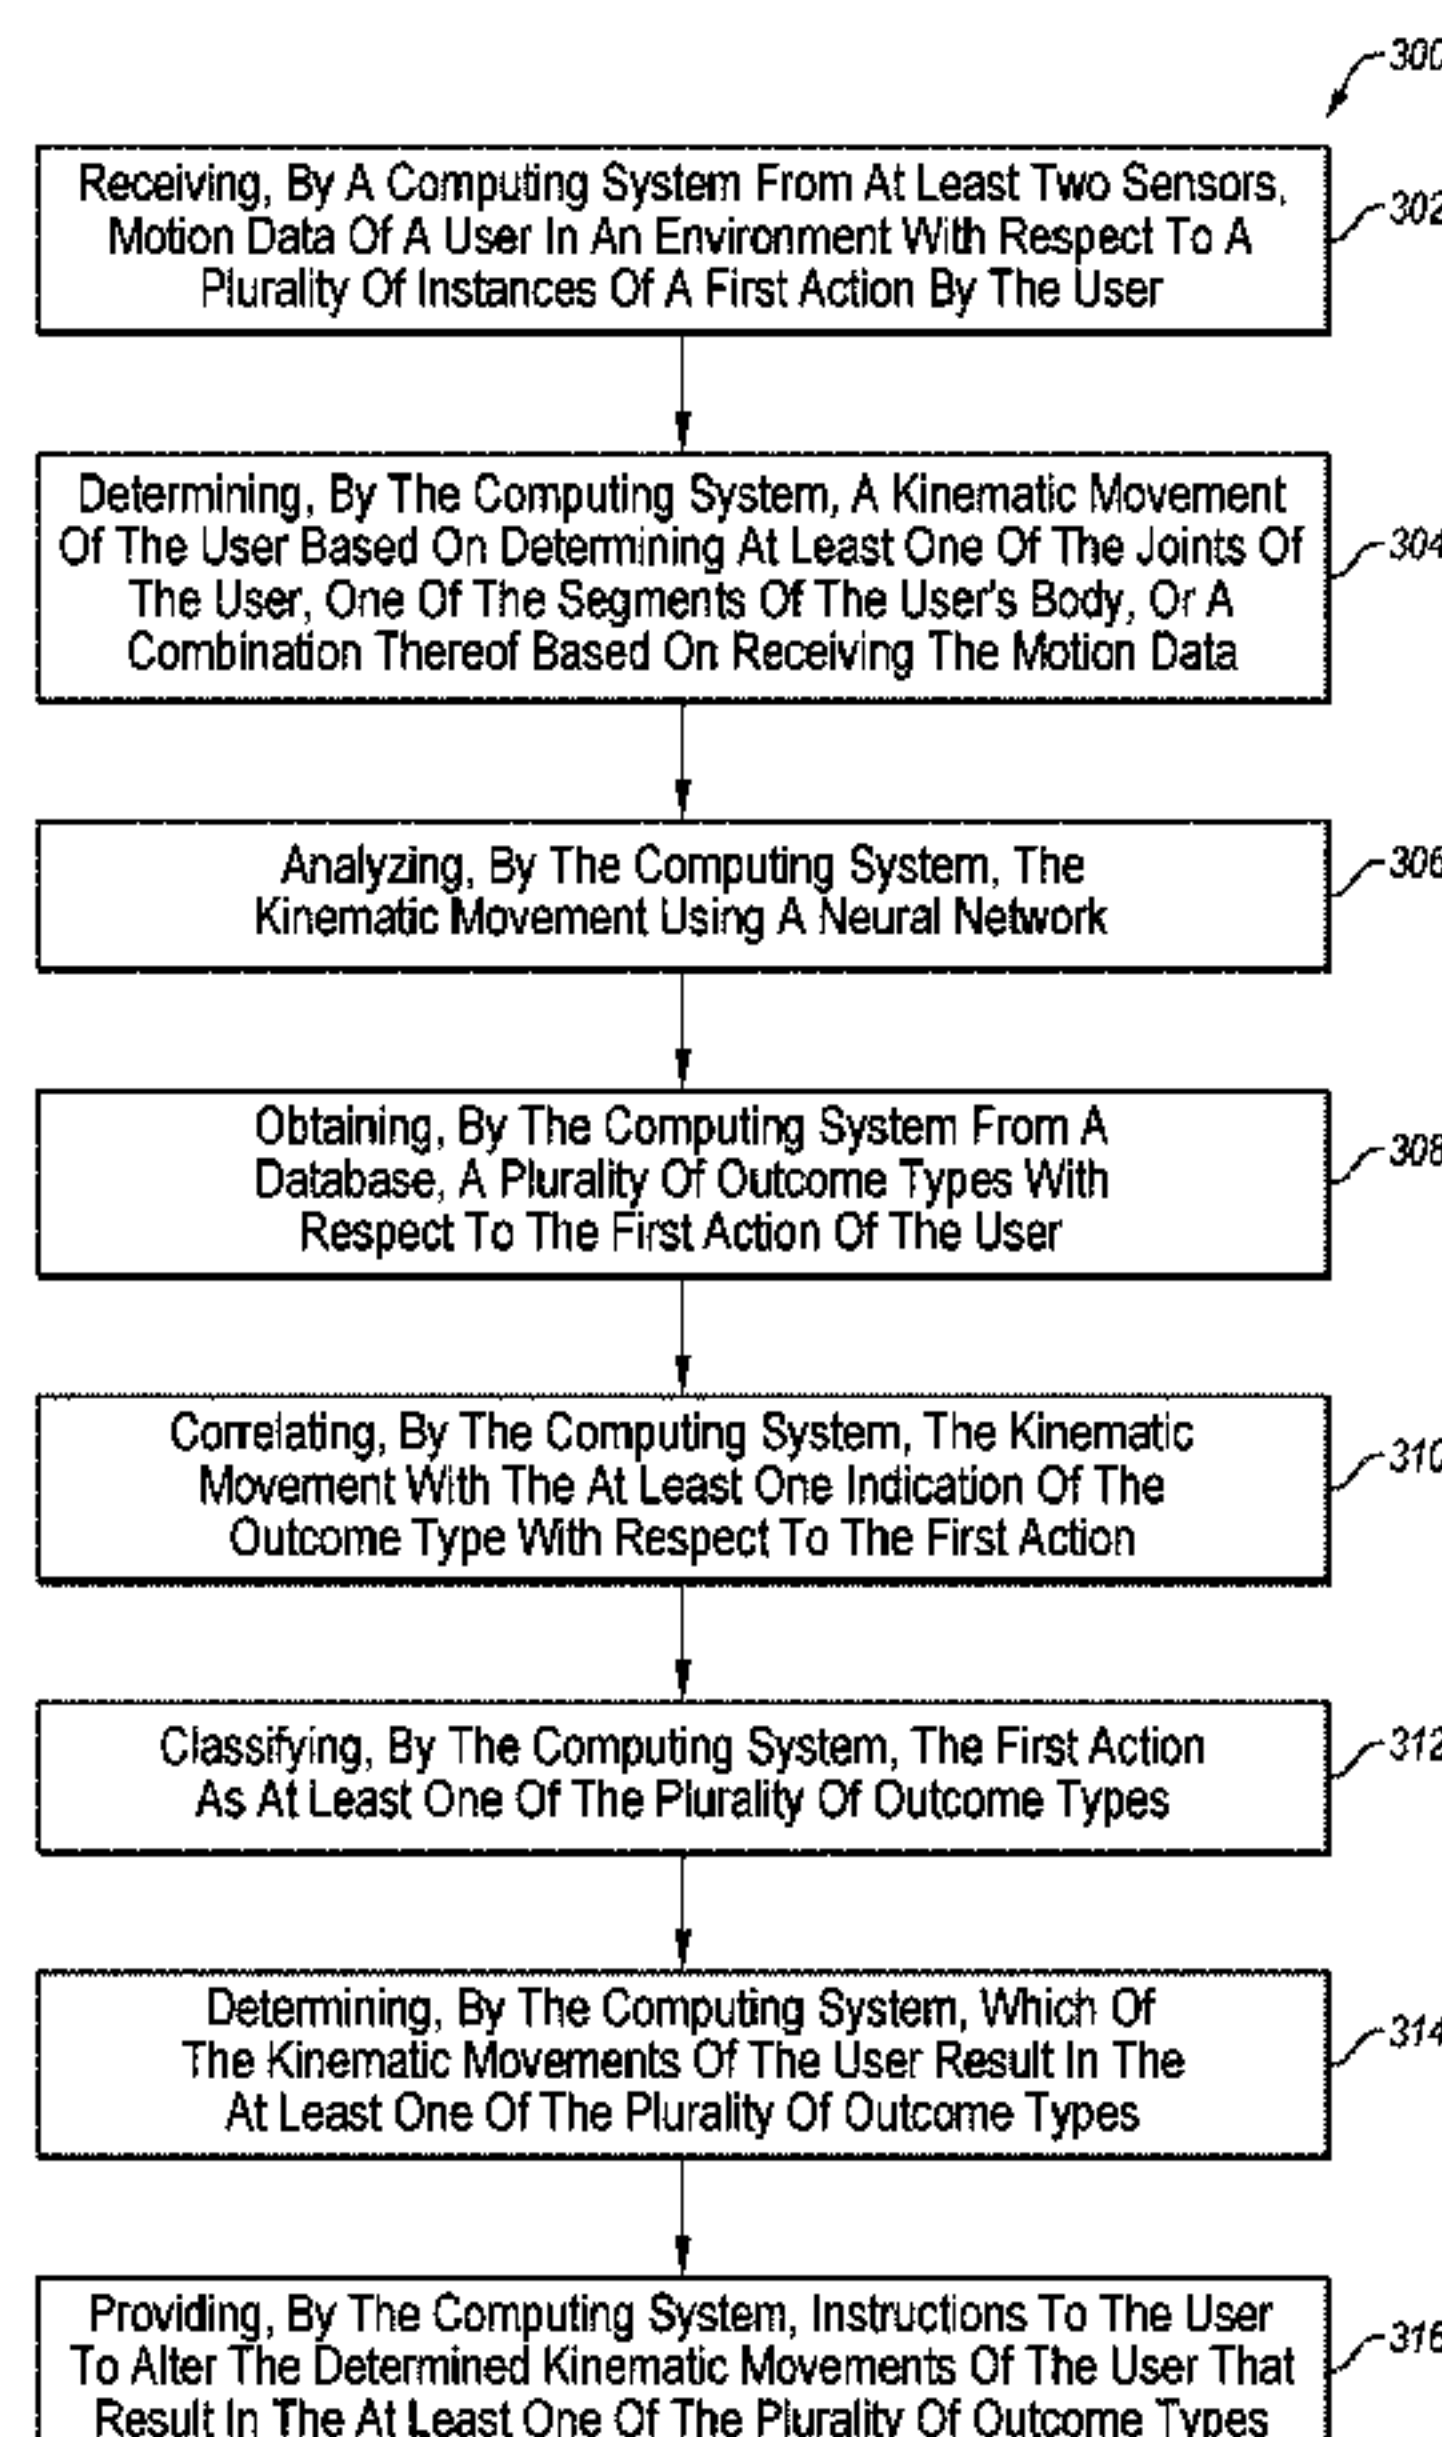 300
Receiving, By A Computing System From At Least Two Sensors,
Motion Data Of A User In An Environment With Respect To A
Plurality Of Instances Of A First Action By The User
302
Determining, By The Computing System, A Kinematic Movement
Of The User Based On Determining At Least One Of The Joints Of
The User, One Of The Segments Of The User's Body, Or A
Combination Thereof Based On Receiving The Motion Data
304
Analyzing, By The Computing System, The
Kinematic Movement Using A Neural Network
306
Obtaining, By The Computing System From A
Database, A Plurality Of Outcome Types With
Respect To The First Action Of The User
308
Correlating, By The Computing System, The Kinematic
Movement With The At Least One Indication Of The
Outcome Type With Respect To The First Action
310
Classifying, By The Computing System, The First Action
As At Least One Of The Plurality Of Outcome Types
312
Determining, By The Computing System, Which Of
The Kinematic Movements Of The User Result In The
At Least One Of The Plurality Of Outcome Types
314
Providing, By The Computing System, Instructions To The User
To Alter The Determined Kinematic Movements Of The User That
Result In The At Least One Of The Plurality Of Outcome Types
316